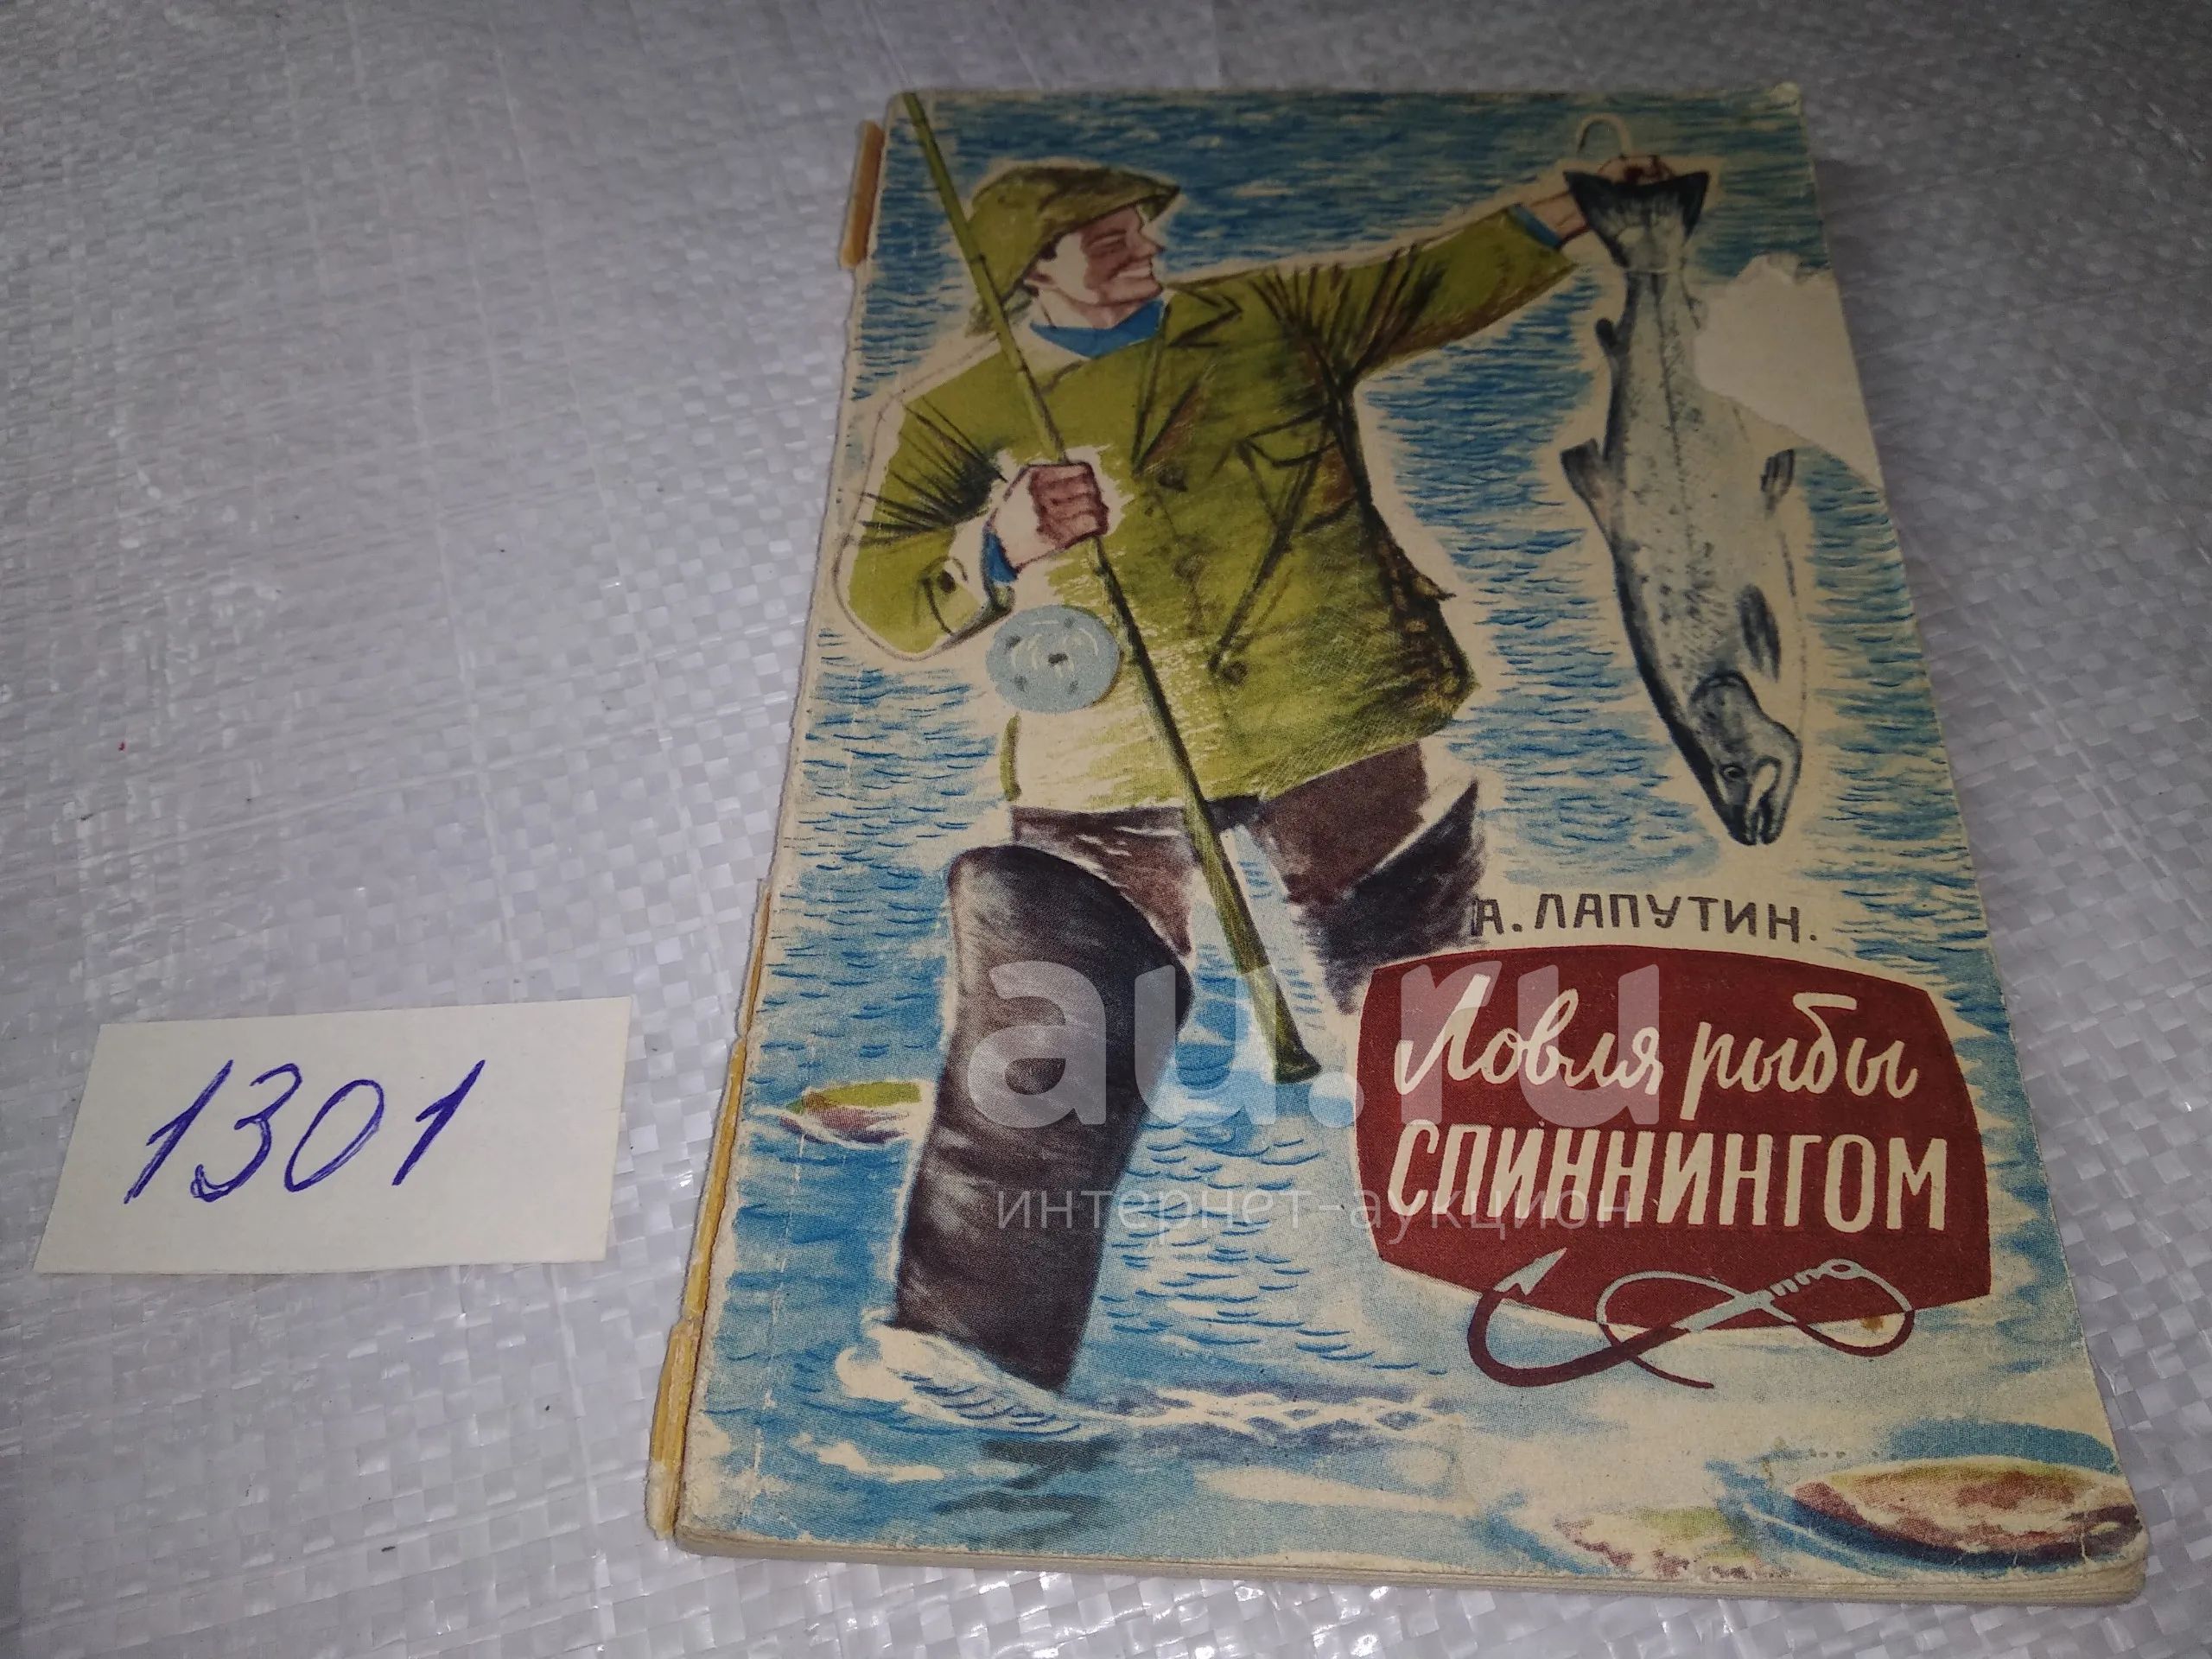 А. ЛАПУТИН.
Ловля рыбы
СПИННИНГОМ
1301
au.ru
интернет-аукцион